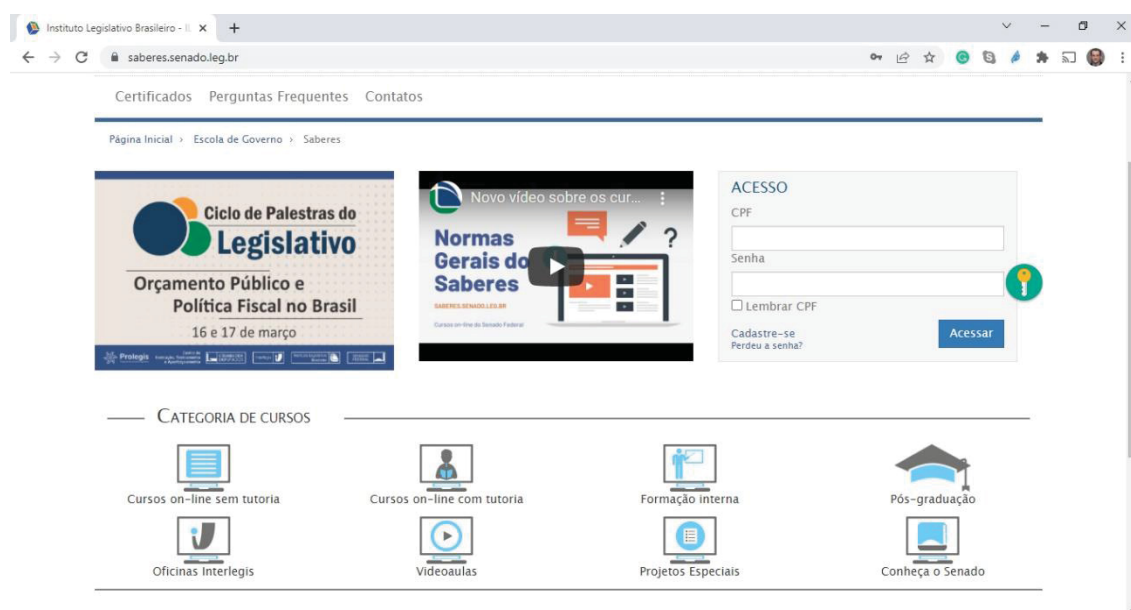 Instituto Legislativo Brasileiro - IL
saberes.senado.leg.br
Certificados Perguntas Frequentes Contatos
Página Inicial › Escola de Governo › Saberes
Ciclo de Palestras do
Legislativo
Orçamento Público e
Política Fiscal no Brasil
16 e 17 de março
Prolegis
Novo vídeo sobre os cur...
Normas
Gerais do
Saberes
SABERES.SENADO.LEG.BR
Cursos on-line do Senado Federal
ACESSO
CPF
Senha
Lembrar CPF
Cadastre-se
Perdeu a senha?
Acessar
CATEGORIA DE CURSOS
Cursos on-line sem tutoria
Cursos on-line com tutoria
Formação interna
Pós-graduação
Oficinas Interlegis
Videoaulas
Projetos Especiais
Conheça o Senado